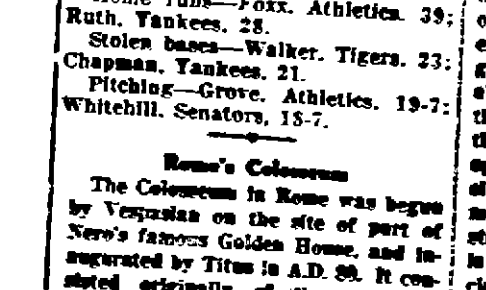 Home runs—Foxx. Athletics. 39;
Ruth. Yankees. 28.
Stolen bases—Walker. Tigers. 23;
Chapman. Yankees. 21.
Pitching—Grove. Athletics. 19-7;
Whitehill. Senators, 18-7.
Rome's Colosseum
The Colosseum in Rome was begun
by Vespasian on the site of part of
Nero's famous Golden House, and in-
augurated by Titus in A.D. 80. It con-
sisted originally of